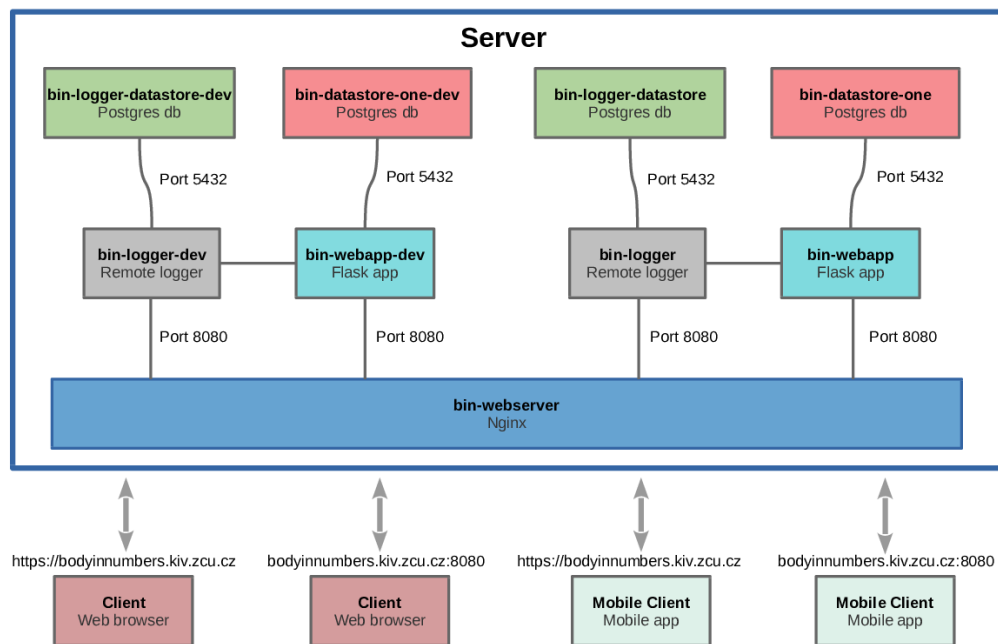 Server
bin-logger-datastore-dev
Postgres db
bin-datastore-one-dev
Postgres db
bin-logger-datastore
Postgres db
bin-datastore-one
Postgres db
Port 5432
Port 5432
Port 5432
Port 5432
bin-logger-dev
Remote logger
bin-webapp-dev
Flask app
bin-logger
Remote logger
bin-webapp
Flask app
Port 8080
Port 8080
Port 8080
Port 8080
bin-webserver
Nginx
https://bodyinnumbers.kiv.zcu.cz
bodyinnumbers.kiv.zcu.cz:8080
https://bodyinnumbers.kiv.zcu.cz
bodyinnumbers.kiv.zcu.cz:8080
Client
Web browser
Client
Web browser
Mobile Client
Mobile app
Mobile Client
Mobile app